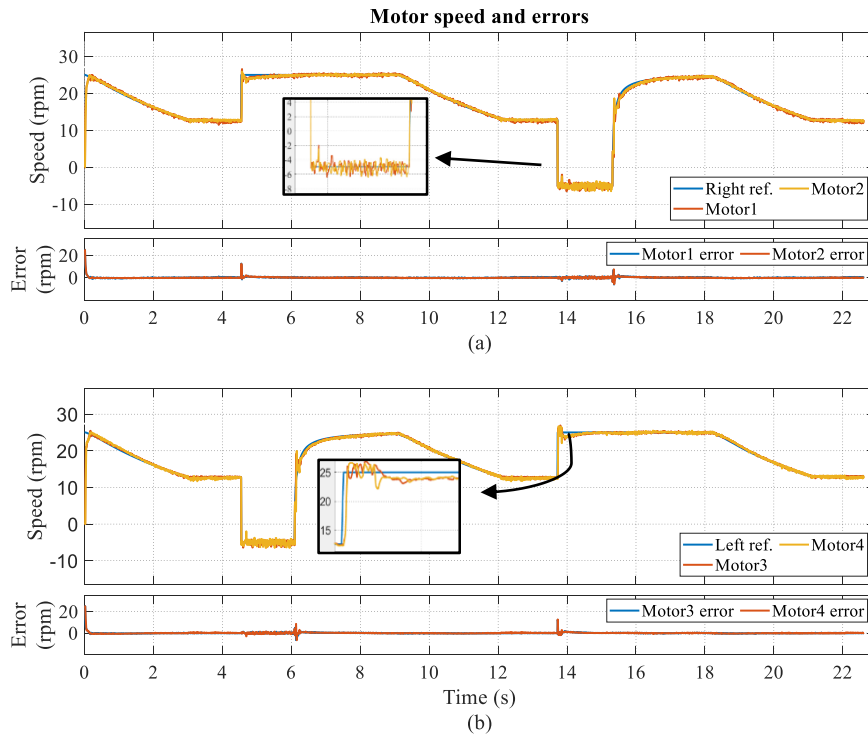 Motor speed and errors
30
20
10
0
-10
Speed (rpm)
4
2
0
-2
-4
-6
-8
Right ref. Motor2
Motor1
20
0
Error
(rpm)
Motor1 error Motor2 error
0 2 4 6 8 10 12 14 16 18 20 22
(a)
30
20
10
0
-10
Speed (rpm)
25
20
15
Left ref. Motor4
Motor3
20
0
Error
(rpm)
Motor3 error Motor4 error
0 2 4 6 8 10 12 14 16 18 20 22
Time (s)
(b)